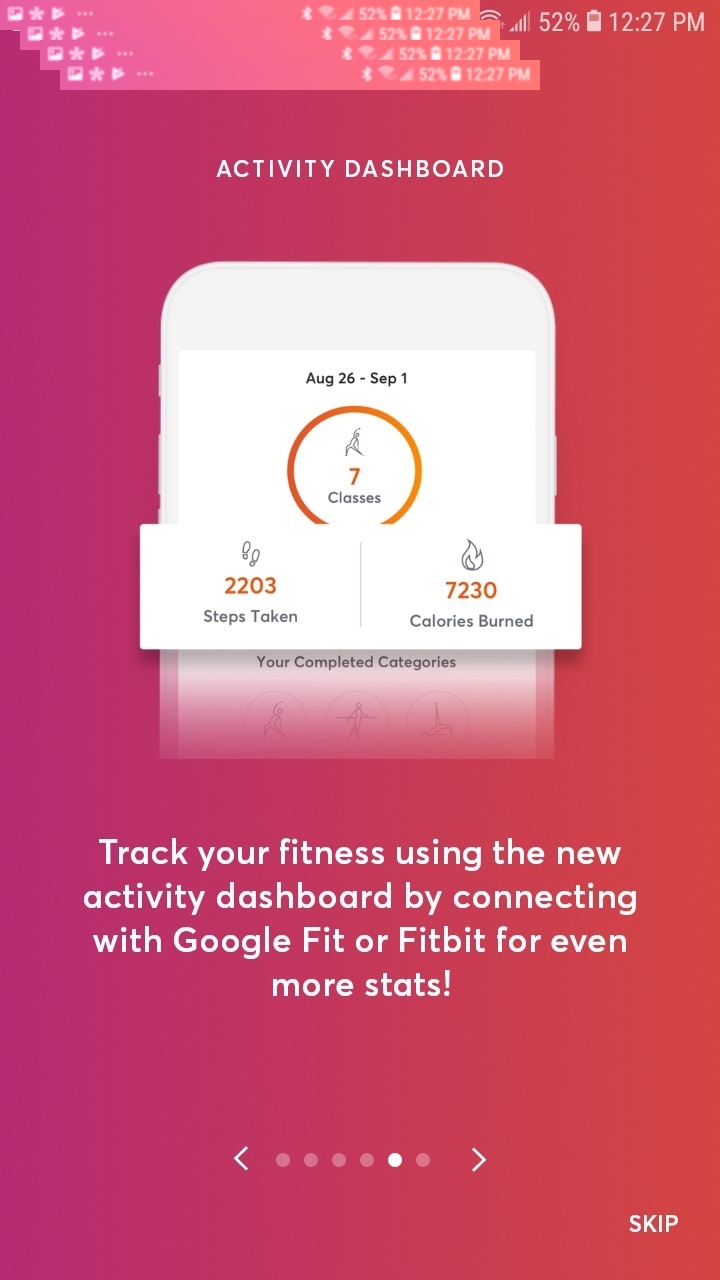 52% 12:27 PM
52% 12:27 PM
52% 12:27 PM
52% 12:27 PM
52% 12:27 PM
ACTIVITY DASHBOARD
Aug 26 - Sep 1
7
Classes
2203 7230
Steps Taken Calories Burned
Your Completed Categories
Track your fitness using the new
activity dashboard by connecting
with Google Fit or Fitbit for even
more stats!
SKIP